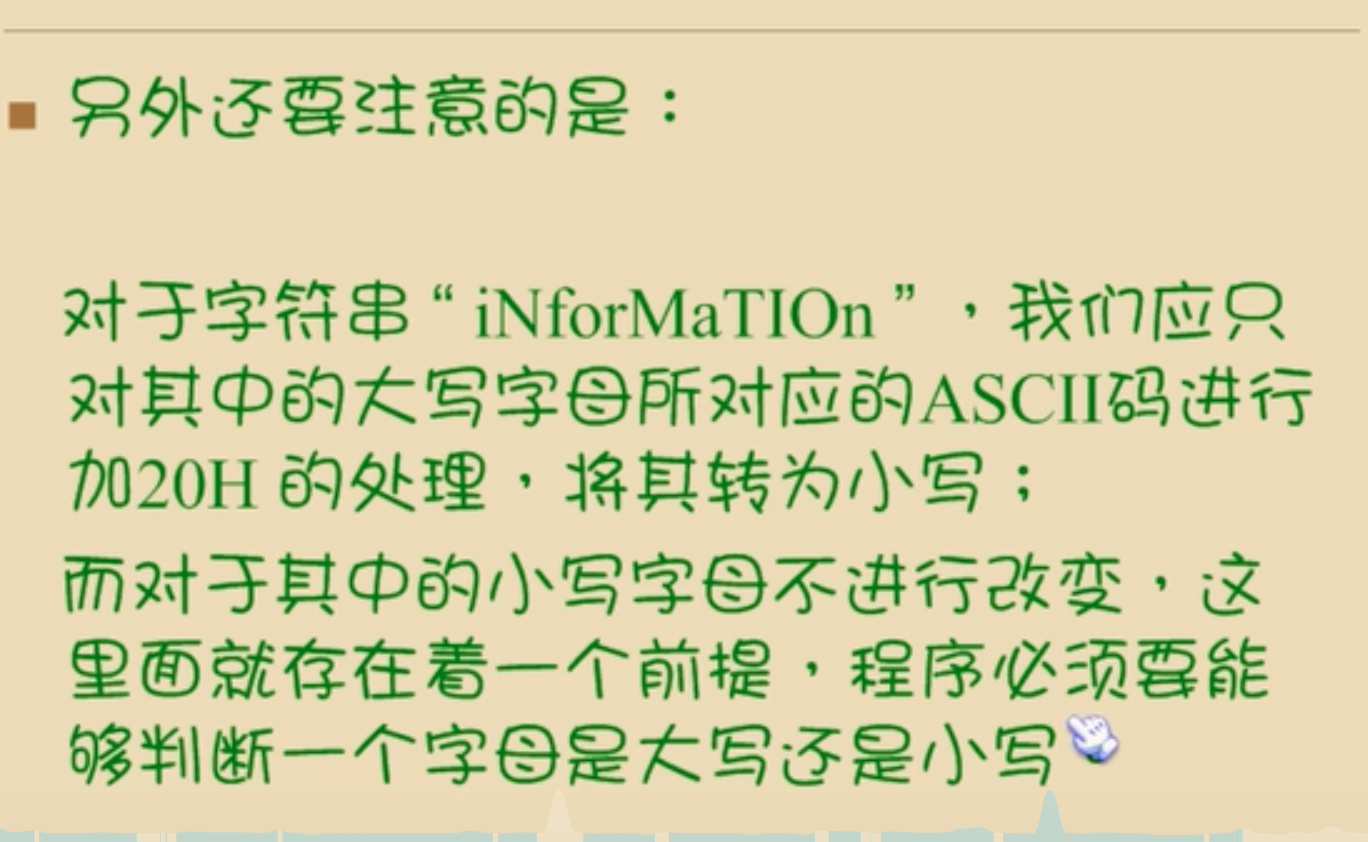 另外还要注意的是：
对于字符串“iNforMaTIOn”，我们应只
对其中的大写字母所对应的ASCII码进行
加20H 的处理，将其转为小写；
而对于其中的小写字母不进行改变，这
里面就存在着一个前提，程序必须要能
够判断一个字母是大写还是小写